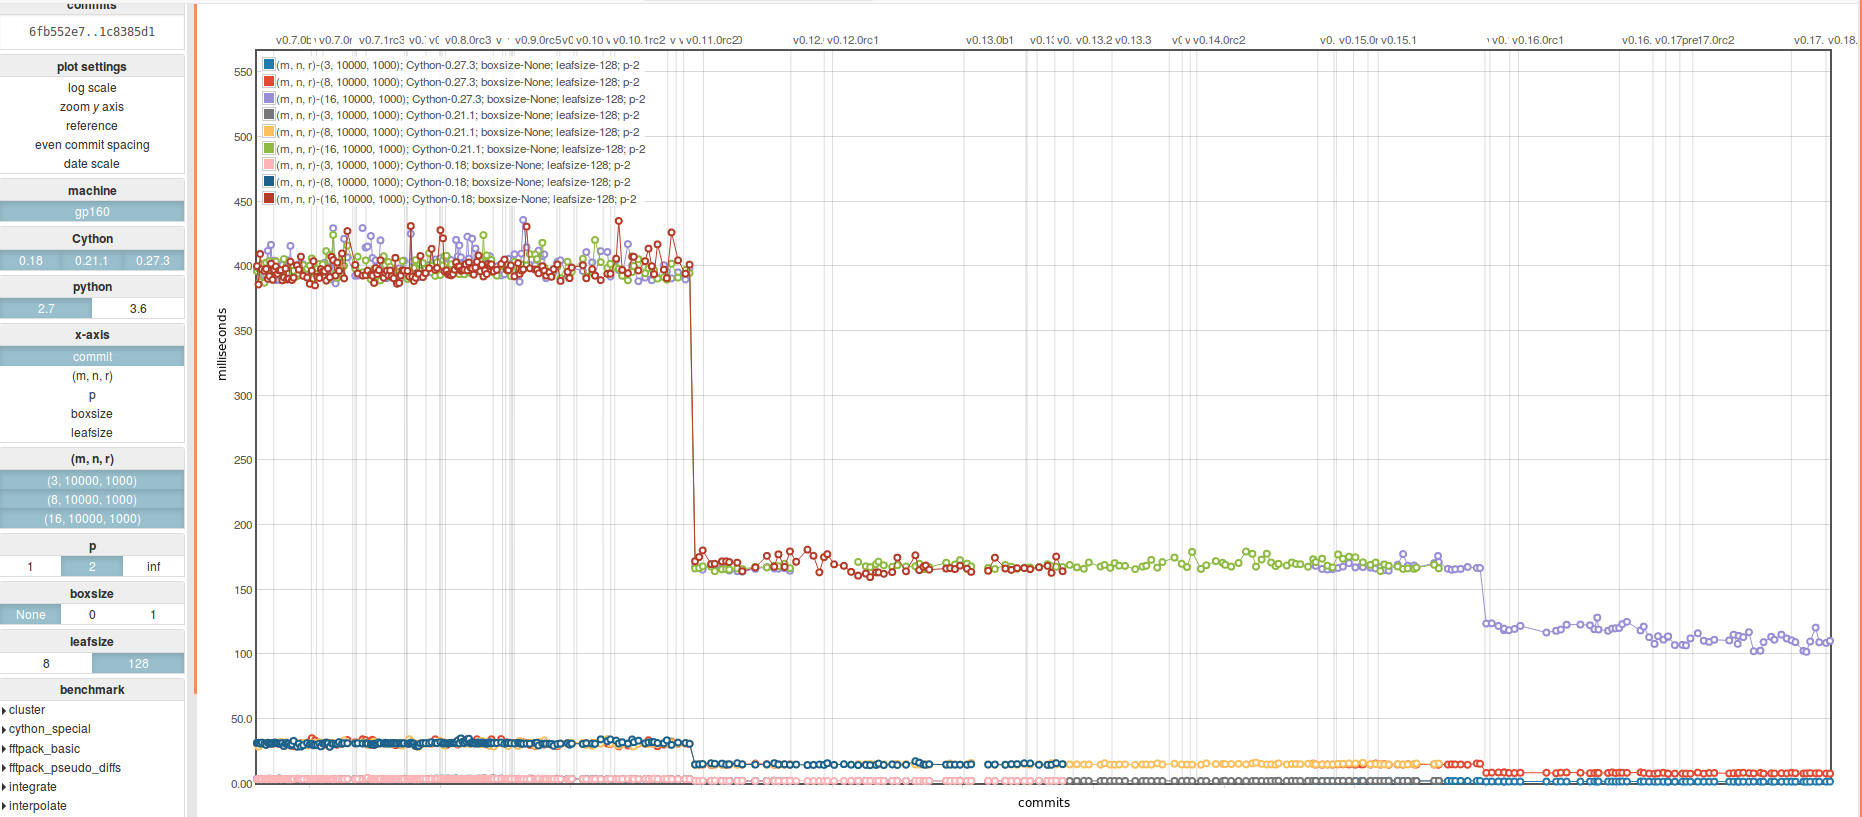 commits
6fb552e7..1c8385d1
plot settings
log scale
zoom y axis
reference
even commit spacing
date scale
machine
gp160
Cython
0.18 0.21.1 0.27.3
python
2.7 3.6
x-axis
commit
(m, n, r)
p
boxsize
leafsize
(m, n, r)
(3, 10000, 1000)
(8, 10000, 1000)
(16, 10000, 1000)
p
1 2 inf
boxsize
None 0 1
leafsize
8 128
benchmark
cluster
cython_special
fftpack_basic
fftpack_pseudo_diffs
integrate
interpolate
v0.7.1rc3 v0.8.0rc3 v0.9.0rc5 v0.10 v0.10.1rc2 v0.11.0rc2 v0.12. v0.12.0rc1 v0.13.0b1 v0.13.2 v0.13.3 v0.14.0rc2 v0.15.1 v0.16.0rc1 v0.16. v0.17. v0.18.
(m, n, r)-(3, 10000, 1000); Cython-0.27.3; boxsize-None; leafsize-128; p-2
(m, n, r)-(8, 10000, 1000); Cython-0.27.3; boxsize-None; leafsize-128; p-2
(m, n, r)-(16, 10000, 1000); Cython-0.27.3; boxsize-None; leafsize-128; p-2
(m, n, r)-(3, 10000, 1000); Cython-0.21.1; boxsize-None; leafsize-128; p-2
(m, n, r)-(8, 10000, 1000); Cython-0.21.1; boxsize-None; leafsize-128; p-2
(m, n, r)-(16, 10000, 1000); Cython-0.21.1; boxsize-None; leafsize-128; p-2
(m, n, r)-(3, 10000, 1000); Cython-0.18; boxsize-None; leafsize-128; p-2
(m, n, r)-(8, 10000, 1000); Cython-0.18; boxsize-None; leafsize-128; p-2
(m, n, r)-(16, 10000, 1000); Cython-0.18; boxsize-None; leafsize-128; p-2
550
500
450
400
350
300
250
200
150
100
50.0
0.00
milliseconds
commits